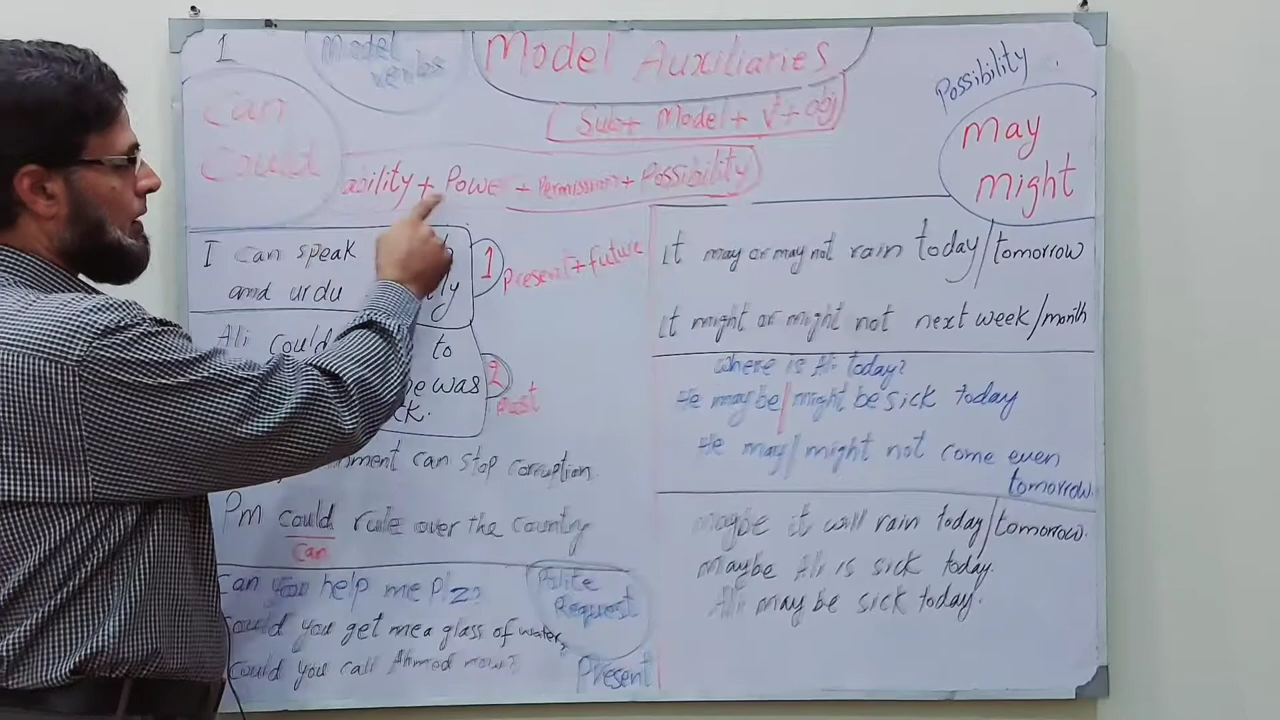 1
Model verbs
Model Auxiliaries
Sub + Model + V¹ + obj
Can
Could
ability + Powe + Permission + Possibility
I can speak
and urdu
1
Present + future
Ali could to
he was
2
Past
can stop corruption.
Pm could rule over the country
can
Can you help me Plz?
Could you get me a glass of water,
Could you call Ahmad now?
Polite
Request
Present
Possibility
may
might
It may or may not rain today/tomorrow
It might or might not next week/month
Where is Ali today?
He may be/might be sick today
He may/might not come even
tomorrow.
maybe it will rain today/tomorrow.
Maybe Ali is sick today.
Ali may be sick today.